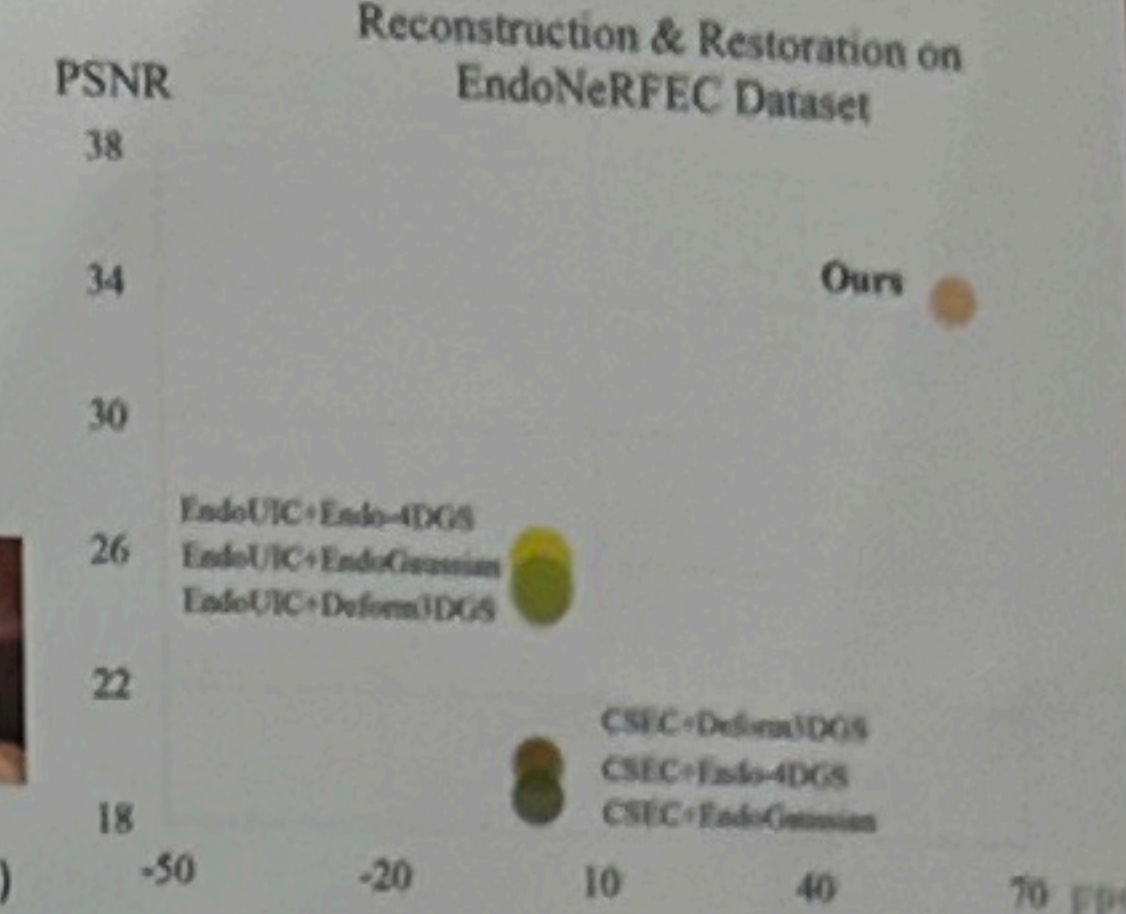 Reconstruction & Restoration on
EndoNeRFEC Dataset
PSNR
38
34
Ours
30
EndoUIC+Endo-4DGS
26
EndoUIC+EndoGaussian
EndoUIC+Deform3DGS
22
CSEC+Deform3DGS
CSEC+Endo-4DGS
18
CSEC+EndoGaussian
)
-50 -20 10 40 70 FPS